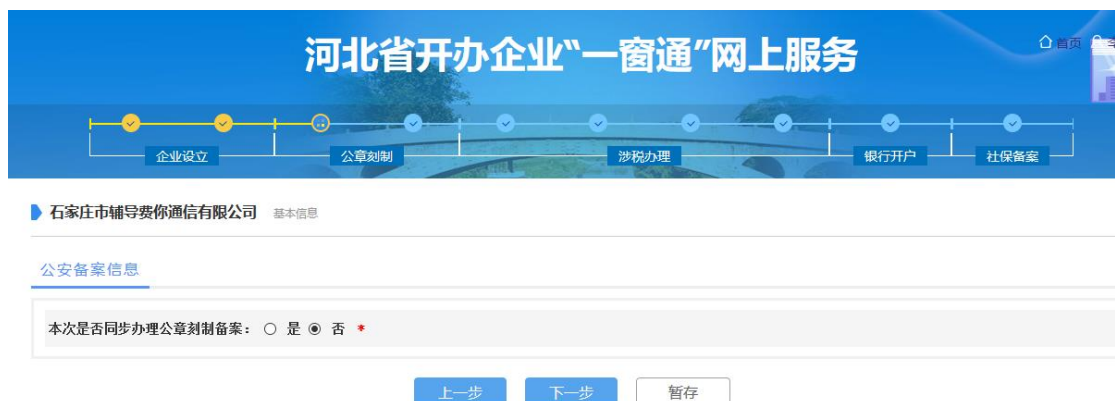 河北省开办企业“一窗通”网上服务
首页
企业设立
公章刻制
涉税办理
银行开户
社保备案
石家庄市辅导费你通信有限公司 基本信息
公安备案信息
本次是否同步办理公章刻制备案： 是 否 *
上一步 下一步 暂存